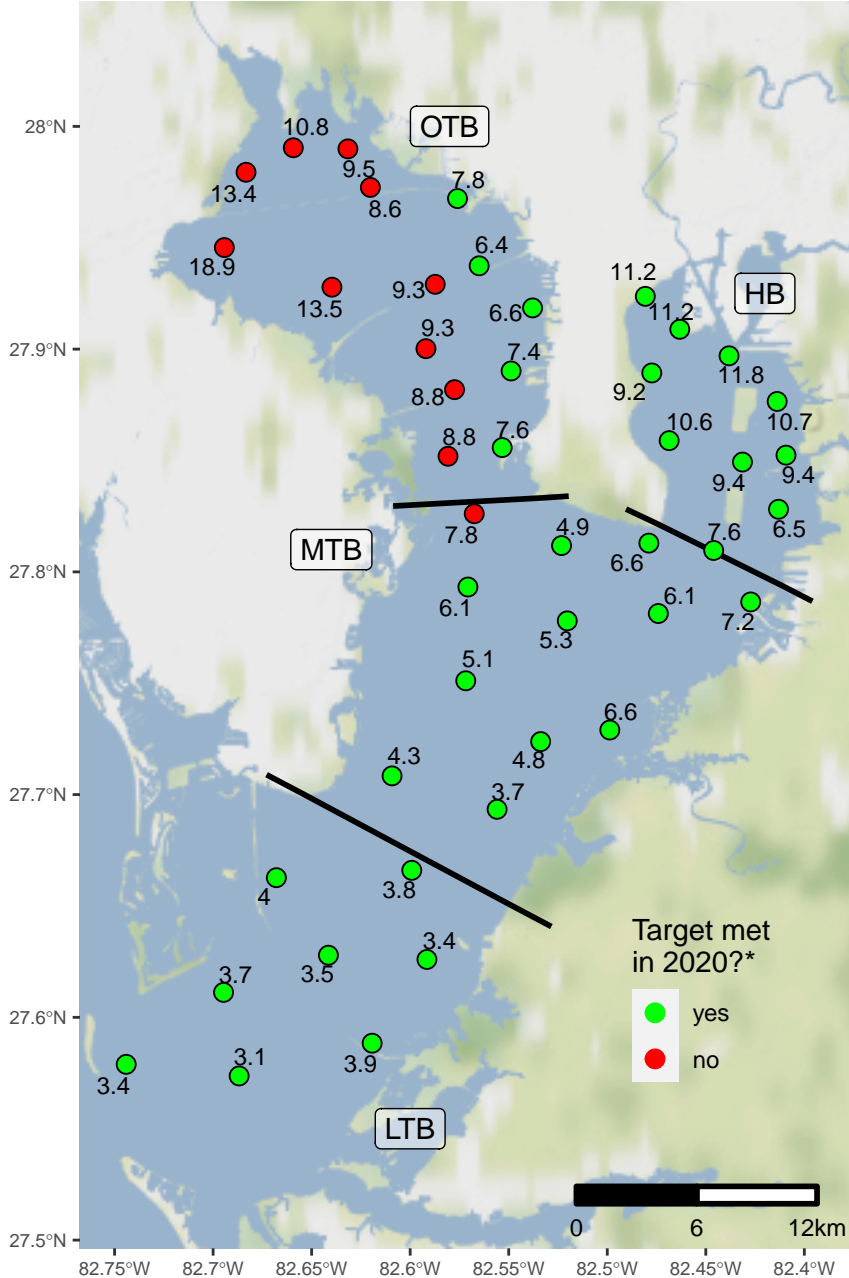 28°N
27.9°N
27.8°N
27.7°N
27.6°N
27.5°N
10.8
OTB
13.4
9.5
8.6
7.8
18.9
13.5
6.4
9.3
6.6
9.3
7.4
8.8
8.8
7.6
11.2
HB
11.2
11.8
9.2
10.7
10.6
9.4
9.4
6.5
7.6
MTB
7.8
4.9
6.6
6.1
6.1
7.2
5.3
5.1
6.6
4.8
4.3
3.7
3.8
4
3.5
3.4
3.7
3.9
3.4
3.1
LTB
Target met
in 2020?*
yes
no
0 6 12km
82.75°W 82.7°W 82.65°W 82.6°W 82.55°W 82.5°W 82.45°W 82.4°W